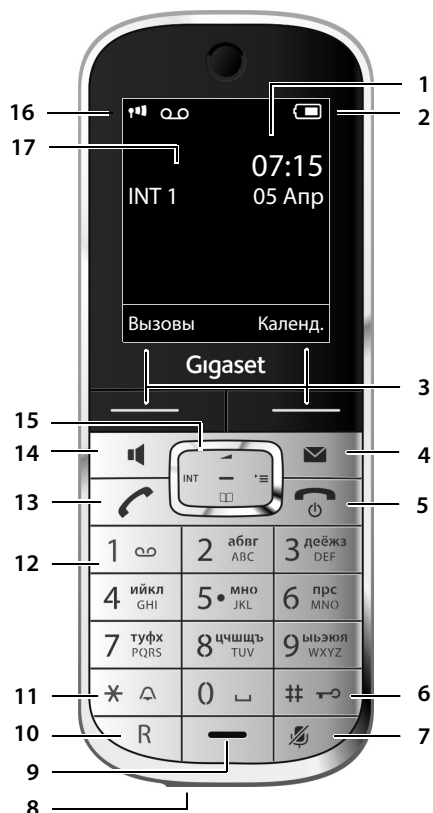 1
16
2
17
07:15
INT 1 05 Апр
Вызовы Календ.
Gigaset
3
15
14
INT
4
13
5
12
1 2 абвг ABC 3 деёжз DEF
4 ийкл GHI 5 мно JKL 6 прс MNO
7 туфх PQRS 8 цчшщъ TUV 9 ыьэюя WXYZ
11 * 0 # 6
10 R 7
9
8